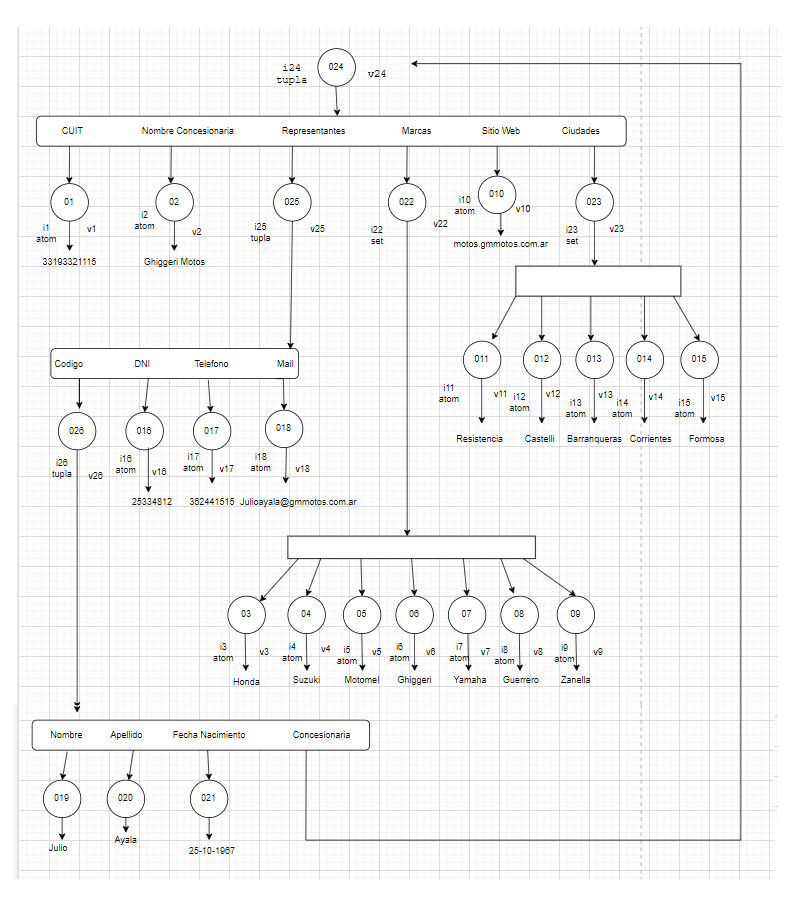 i24
tupla
024
v24
CUIT
Nombre Concesionaria
Representantes
Marcas
Sitio Web
Ciudades
01
02
025
022
010
023
i1
atom
v1
i2
atom
v2
i25
tupla
v25
i22
set
v22
i10
atom
v10
i23
set
v23
33193321115
Ghiggeri Motos
motos.gmmotos.com.ar
Codigo
DNI
Telefono
Mail
011
012
013
014
015
i11
atom
v11
i12
atom
v12
i13
atom
v13
i14
atom
v14
i15
atom
v15
Resistencia
Castelli
Barranqueras
Corrientes
Formosa
026
016
017
018
i26
tupla
v26
i16
atom
v16
i17
atom
v17
i18
atom
v18
25334812
362441515
Julioayala@gmmotos.com.ar
03
04
05
06
07
08
09
i3
atom
v3
i4
atom
v4
i5
atom
v5
i6
atom
v6
i7
atom
v7
i8
atom
v8
i9
atom
v9
Honda
Suzuki
Motomel
Ghiggeri
Yamaha
Guerrero
Zanella
Nombre
Apellido
Fecha Nacimiento
Concesionaria
019
020
021
Julio
Ayala
25-10-1967